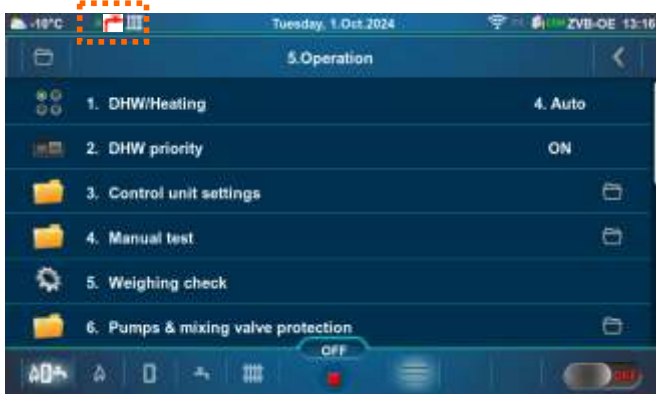 -10°C Tuesday, 1.Oct.2024 ZVB-OE 13:16
5.Operation
1. DHW/Heating 4. Auto
2. DHW priority ON
3. Control unit settings
4. Manual test
5. Weighing check
6. Pumps & mixing valve protection
OFF
OFF